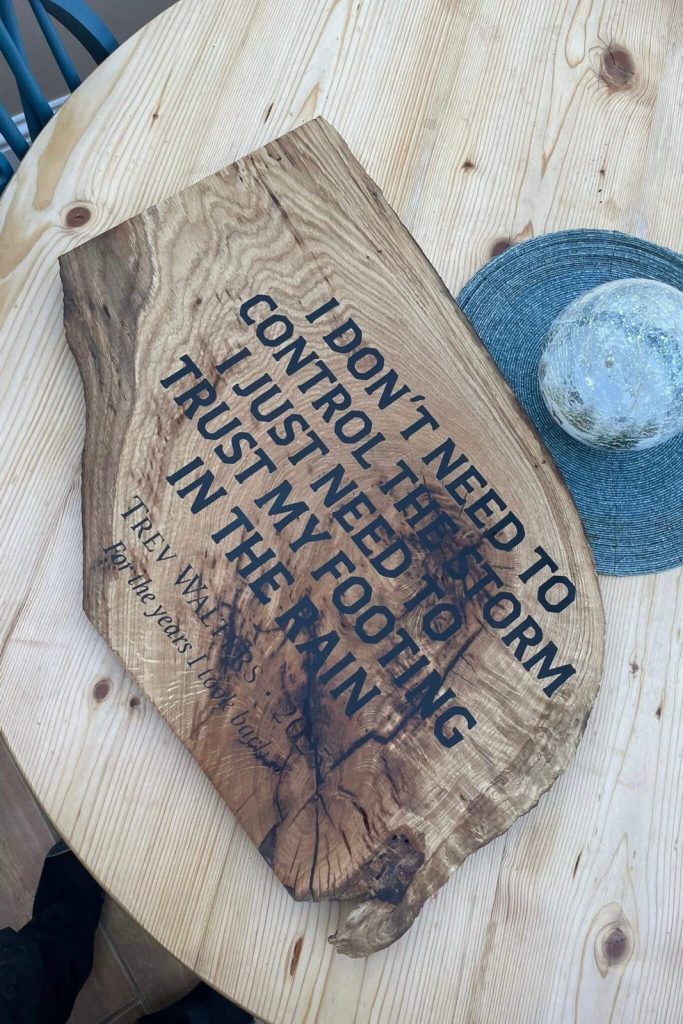 I DON'T NEED TO
CONTROL THE STORM
I JUST NEED TO
TRUST MY FOOTING
IN THE RAIN
TREV WALTERS · 2025
For the years I took back.